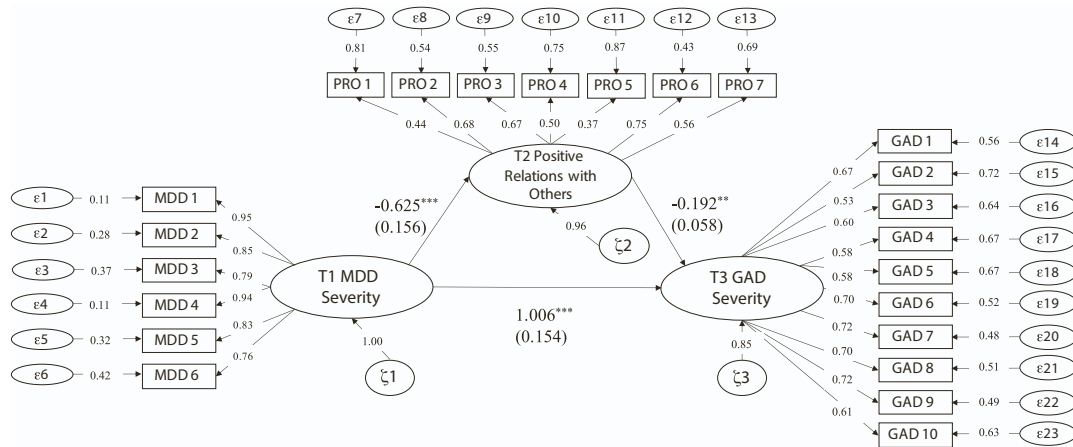 ε7 ε8 ε9 ε10 ε11 ε12 ε13
0.81 0.54 0.55 0.75 0.87 0.43 0.69
PRO 1 PRO 2 PRO 3 PRO 4 PRO 5 PRO 6 PRO 7
0.44 0.68 0.67 0.50 0.37 0.75 0.56
T2 Positive
Relations with
Others
-0.625***
(0.156)
-0.192**
(0.058)
0.96
ζ2
ε1 0.11 MDD 1
ε2 0.28 MDD 2
ε3 0.37 MDD 3
ε4 0.11 MDD 4
ε5 0.32 MDD 5
ε6 0.42 MDD 6
0.95
0.85
0.79
0.94
0.83
0.76
T1 MDD
Severity
1.00
ζ1
1.006***
(0.154)
T3 GAD
Severity
0.85
ζ3
0.67
0.53
0.60
0.58
0.58
0.70
0.72
0.70
0.72
0.61
GAD 1 0.56 ε14
GAD 2 0.72 ε15
GAD 3 0.64 ε16
GAD 4 0.67 ε17
GAD 5 0.67 ε18
GAD 6 0.52 ε19
GAD 7 0.48 ε20
GAD 8 0.51 ε21
GAD 9 0.49 ε22
GAD 10 0.63 ε23